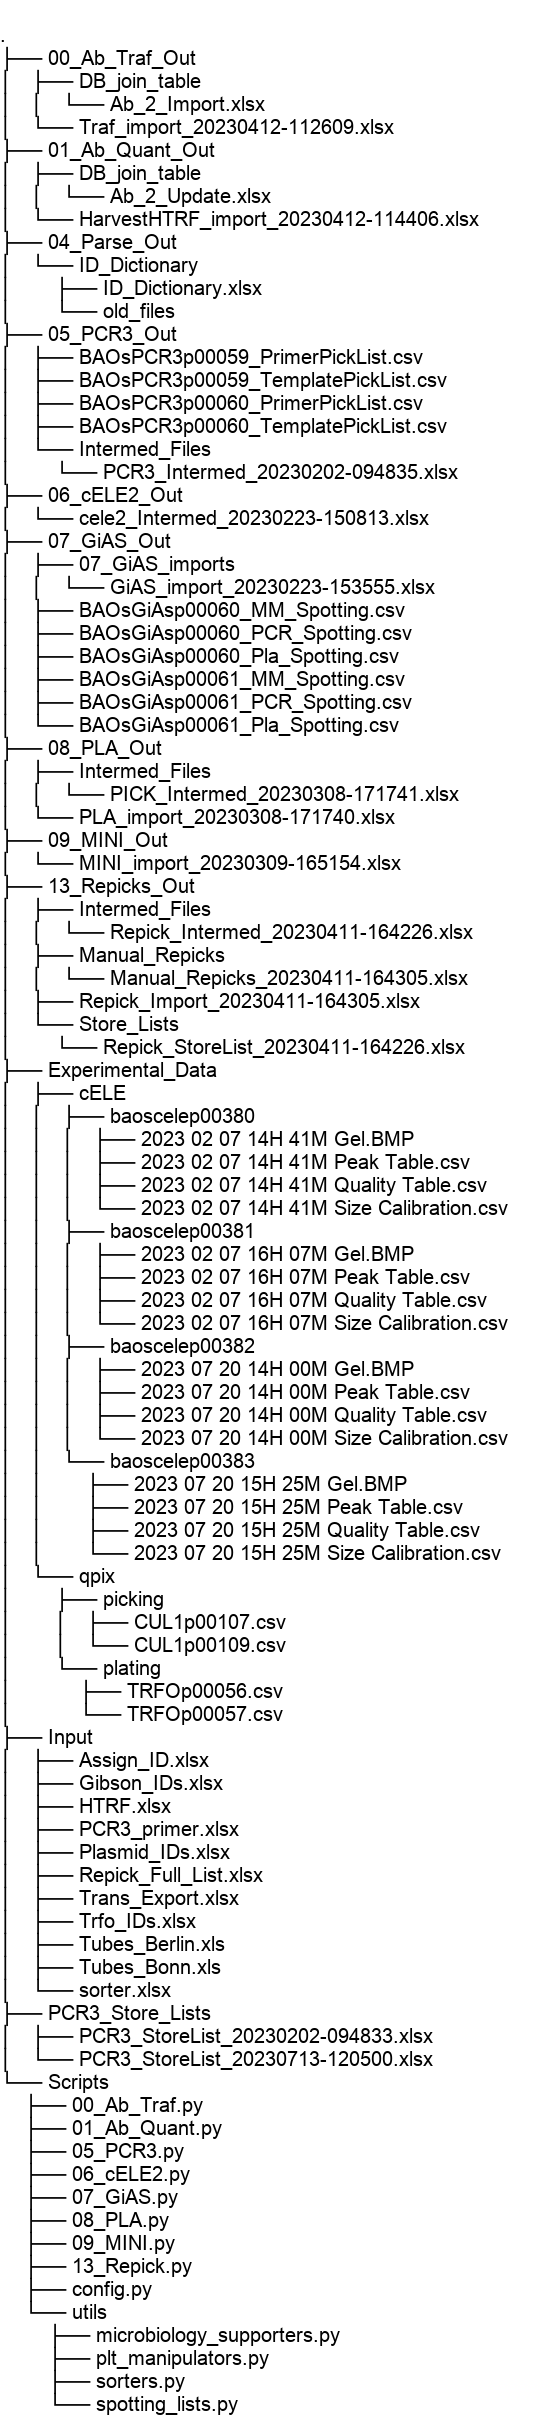 .
├── 00_Ab_Traf_Out
│   ├── DB_join_table
│   │   └── Ab_2_Import.xlsx
│   └── Traf_import_20230412-112609.xlsx
├── 01_Ab_Quant_Out
│   ├── DB_join_table
│   │   └── Ab_2_Update.xlsx
│   └── HarvestHTRF_import_20230412-114406.xlsx
├── 04_Parse_Out
│   └── ID_Dictionary
│       ├── ID_Dictionary.xlsx
│       └── old_files
├── 05_PCR3_Out
│   ├── BAOsPCR3p00059_PrimerPickList.csv
│   ├── BAOsPCR3p00059_TemplatePickList.csv
│   ├── BAOsPCR3p00060_PrimerPickList.csv
│   ├── BAOsPCR3p00060_TemplatePickList.csv
│   └── Intermed_Files
│       └── PCR3_Intermed_20230202-094835.xlsx
├── 06_cELE2_Out
│   └── cele2_Intermed_20230223-150813.xlsx
├── 07_GiAS_Out
│   ├── 07_GiAS_imports
│   │   └── GiAS_import_20230223-153555.xlsx
│   ├── BAOsGiAsp00060_MM_Spotting.csv
│   ├── BAOsGiAsp00060_PCR_Spotting.csv
│   ├── BAOsGiAsp00060_Pla_Spotting.csv
│   ├── BAOsGiAsp00061_MM_Spotting.csv
│   ├── BAOsGiAsp00061_PCR_Spotting.csv
│   └── BAOsGiAsp00061_Pla_Spotting.csv
├── 08_PLA_Out
│   ├── Intermed_Files
│   │   └── PICK_Intermed_20230308-171741.xlsx
│   └── PLA_import_20230308-171740.xlsx
├── 09_MINI_Out
│   └── MINI_import_20230309-165154.xlsx
├── 13_Repicks_Out
│   ├── Intermed_Files
│   │   └── Repick_Intermed_20230411-164226.xlsx
│   ├── Manual_Repicks
│   │   └── Manual_Repicks_20230411-164305.xlsx
│   ├── Repick_Import_20230411-164305.xlsx
│   └── Store_Lists
│       └── Repick_StoreList_20230411-164226.xlsx
├── Experimental_Data
│   ├── cELE
│   │   ├── baoscelep00380
│   │   │   ├── 2023 02 07 14H 41M Gel.BMP
│   │   │   ├── 2023 02 07 14H 41M Peak Table.csv
│   │   │   ├── 2023 02 07 14H 41M Quality Table.csv
│   │   │   └── 2023 02 07 14H 41M Size Calibration.csv
│   │   ├── baoscelep00381
│   │   │   ├── 2023 02 07 16H 07M Gel.BMP
│   │   │   ├── 2023 02 07 16H 07M Peak Table.csv
│   │   │   ├── 2023 02 07 16H 07M Quality Table.csv
│   │   │   └── 2023 02 07 16H 07M Size Calibration.csv
│   │   ├── baoscelep00382
│   │   │   ├── 2023 07 20 14H 00M Gel.BMP
│   │   │   ├── 2023 07 20 14H 00M Peak Table.csv
│   │   │   ├── 2023 07 20 14H 00M Quality Table.csv
│   │   │   └── 2023 07 20 14H 00M Size Calibration.csv
│   │   └── baoscelep00383
│   │       ├── 2023 07 20 15H 25M Gel.BMP
│   │       ├── 2023 07 20 15H 25M Peak Table.csv
│   │       ├── 2023 07 20 15H 25M Quality Table.csv
│   │       └── 2023 07 20 15H 25M Size Calibration.csv
│   └── qpix
│       ├── picking
│       │   ├── CUL1p00107.csv
│       │   └── CUL1p00109.csv
│       └── plating
│           ├── TRFOp00056.csv
│           └── TRFOp00057.csv
├── Input
│   ├── Assign_ID.xlsx
│   ├── Gibson_IDs.xlsx
│   ├── HTRF.xlsx
│   ├── PCR3_primer.xlsx
│   ├── Plasmid_IDs.xlsx
│   ├── Repick_Full_List.xlsx
│   ├── Trans_Export.xlsx
│   ├── Trfo_IDs.xlsx
│   ├── Tubes_Berlin.xls
│   ├── Tubes_Bonn.xls
│   └── sorter.xlsx
├── PCR3_Store_Lists
│   ├── PCR3_StoreList_20230202-094833.xlsx
│   └── PCR3_StoreList_20230713-120500.xlsx
└── Scripts
    ├── 00_Ab_Traf.py
    ├── 01_Ab_Quant.py
    ├── 05_PCR3.py
    ├── 06_cELE2.py
    ├── 07_GiAS.py
    ├── 08_PLA.py
    ├── 09_MINI.py
    ├── 13_Repick.py
    ├── config.py
    └── utils
        ├── microbiology_supporters.py
        ├── plt_manipulators.py
        ├── sorters.py
        └── spotting_lists.py